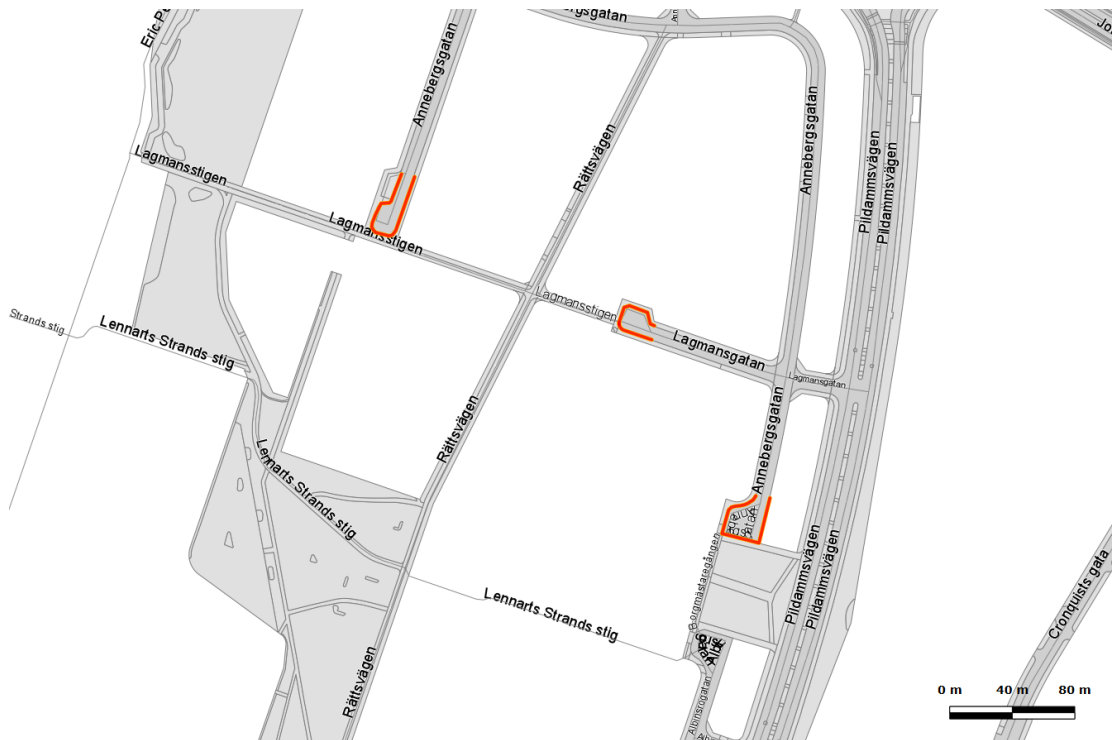 Annebergsgatan
Lagmansstigen
Rättsvägen
Annebergsgatan
Pildammsvägen
Pildammsvägen
Lagmansstigen
Lagmansstigen
Strands stig
Lennarts Strands stig
Lagmansgatan
Lagmansgatan
Annebergsgatan
Rättsvägen
Lennarts Strands stig
Borgmästaregången
Pildammsvägen
Pildammsvägen
Cronquists gata
Lennarts Strands stig
Rättsvägen
Albinsrogatan
0 m 40 m 80 m